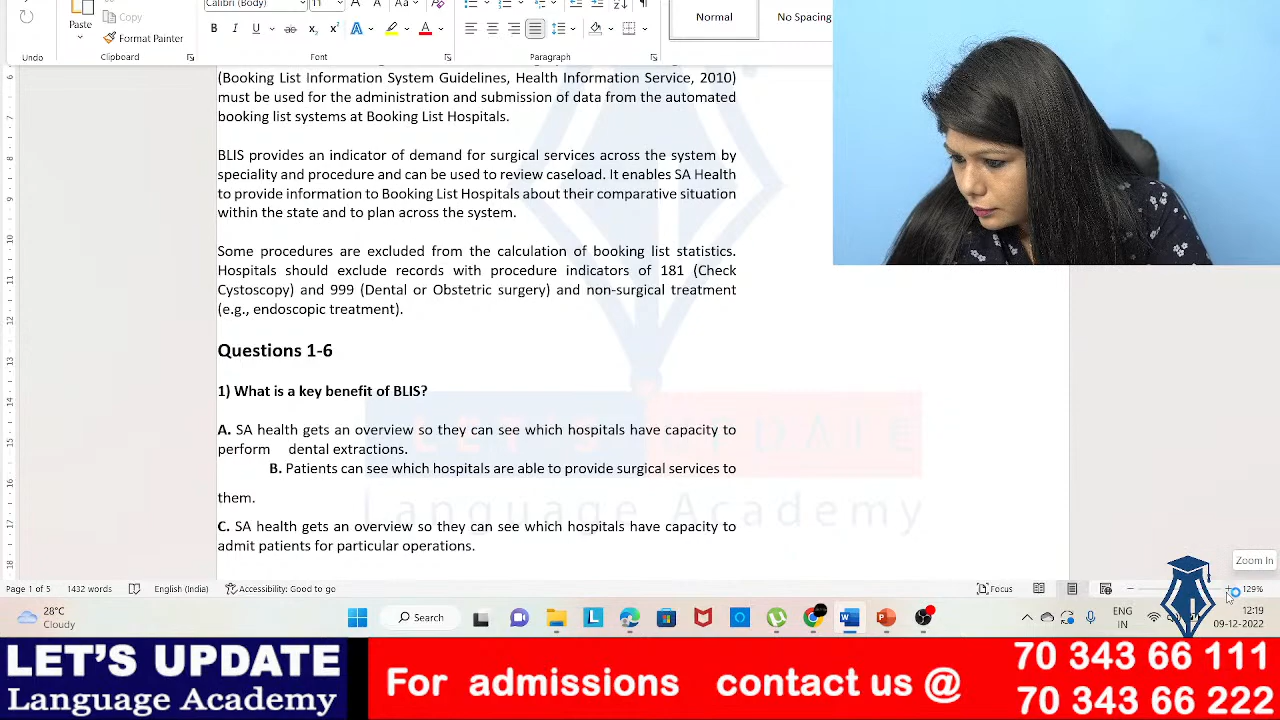 Calibri (Body)
11
Paste
Copy
Format Painter
B I U ab x₂ x² A A
Normal
No Spacing
Undo
Clipboard
Font
Paragraph
(Booking List Information System Guidelines, Health Information Service, 2010)
must be used for the administration and submission of data from the automated
booking list systems at Booking List Hospitals.
BLIS provides an indicator of demand for surgical services across the system by
speciality and procedure and can be used to review caseload. It enables SA Health
to provide information to Booking List Hospitals about their comparative situation
within the state and to plan across the system.
Some procedures are excluded from the calculation of booking list statistics.
Hospitals should exclude records with procedure indicators of 181 (Check
Cystoscopy) and 999 (Dental or Obstetric surgery) and non-surgical treatment
(e.g., endoscopic treatment).
Questions 1-6
1) What is a key benefit of BLIS?
A. SA health gets an overview so they can see which hospitals have capacity to
perform dental extractions.
B. Patients can see which hospitals are able to provide surgical services to
them.
C. SA health gets an overview so they can see which hospitals have capacity to
admit patients for particular operations.
LET'S UPDATE
Language Academy
Zoom In
Page 1 of 5 1432 words English (India) Accessibility: Good to go Focus 129%
28°C
Cloudy
Search
ENG
IN
12:19
09-12-2022
LET'S UPDATE
Language Academy
For admissions contact us @
70 343 66 111
70 343 66 222